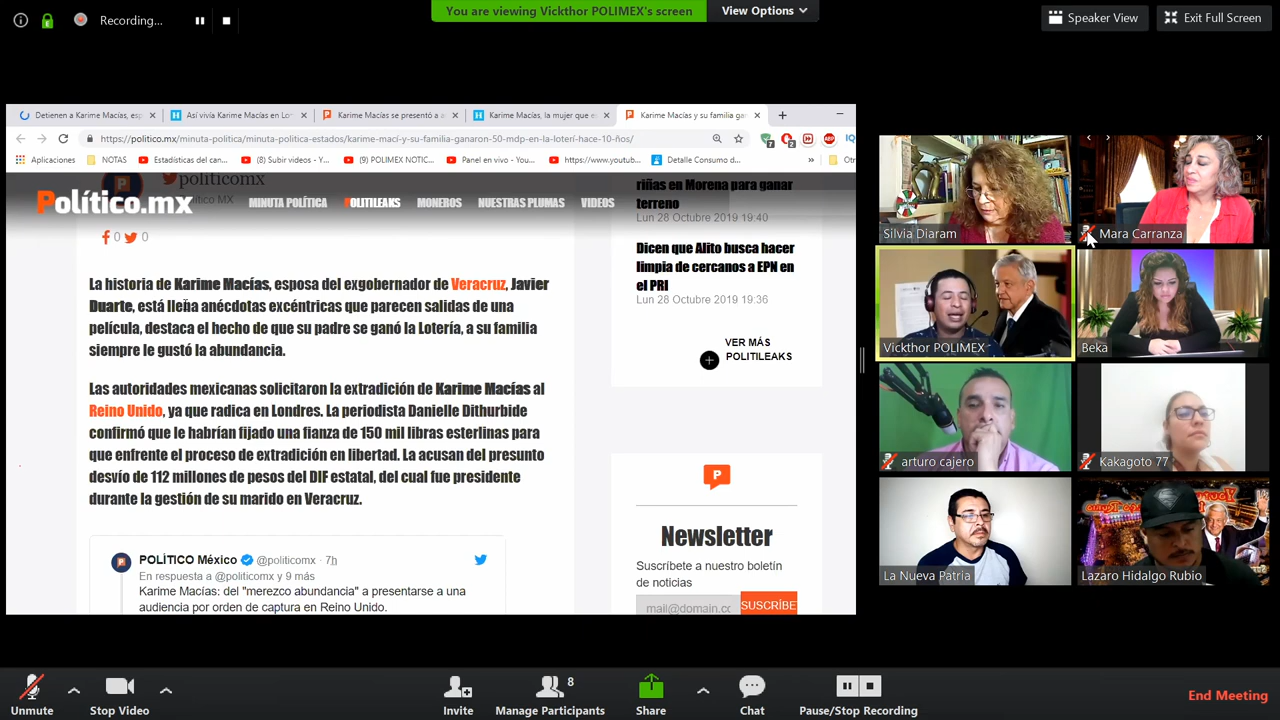 Recording...
You are viewing Vickthor POLIMEX's screen
View Options
Speaker View
Exit Full Screen
Detienen a Karime Macías, esp
Así vivía Karime Macías en Lon
Karime Macías se presentó a a
Karime Macías, la mujer que e
Karime Macías y su familia gan
https://politico.mx/minuta-politica/minuta-politica-estados/karime-mací-y-su-familia-ganaron-50-mdp-en-la-loterí-hace-10-ños/
Aplicaciones
NOTAS
Estadísticas del can...
(8) Subir videos - Y...
(9) POLIMEX NOTIC...
Panel en vivo - You...
https://www.youtub...
Detalle Consumo d...
»
Otr
politicomx
Político MX
Político.mx
MINUTA POLÍTICA
POLITILEAKS
MONEROS
NUESTRAS PLUMAS
VIDEOS
0
0
La historia de Karime Macías, esposa del exgobernador de Veracruz, Javier
Duarte, está llena anécdotas excéntricas que parecen salidas de una
película, destaca el hecho de que su padre se ganó la Lotería, a su familia
siempre le gustó la abundancia.
Las autoridades mexicanas solicitaron la extradición de Karime Macías al
Reino Unido, ya que radica en Londres. La periodista Danielle Dithurbide
confirmó que le habrían fijado una fianza de 150 mil libras esterlinas para
que enfrente el proceso de extradición en libertad. La acusan del presunto
desvío de 112 millones de pesos del DIF estatal, del cual fue presidente
durante la gestión de su marido en Veracruz.
POLÍTICO México @politicomx · 7h
En respuesta a @politicomx y 9 más
Karime Macías: del "merezco abundancia" a presentarse a una
audiencia por orden de captura en Reino Unido.
riñas en Morena para ganar
terreno
Lun 28 Octubre 2019 19:40
Dicen que Alito busca hacer
limpia de cercanos a EPN en
el PRI
Lun 28 Octubre 2019 19:36
VER MÁS
POLITILEAKS
P
Newsletter
Suscríbete a nuestro boletín
de noticias
mail@domain.cc
SUSCRÍBE
Silvia Diaram
Mara Carranza
Vickthor POLIMEX
Beka
arturo cajero
Kakagoto 77
La Nueva Patria
Lazaro Hidalgo Rubio
Unmute
Stop Video
Invite
8
Manage Participants
Share
Chat
Pause/Stop Recording
End Meeting